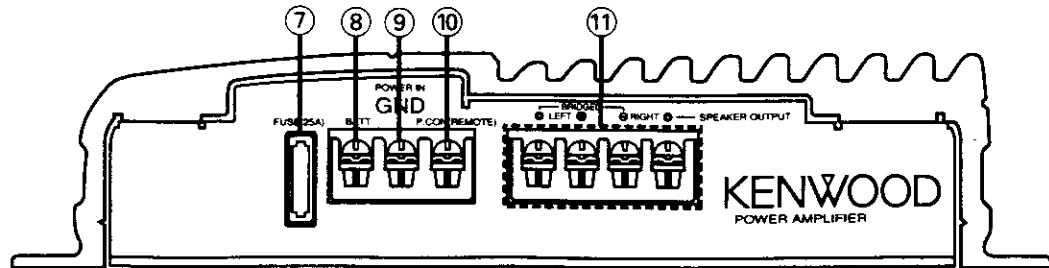 ⑦ ⑧ ⑨ ⑩ ⑪
POWER IN
GND
FUSE(25A) BATT P.CON(REMOTE)
BRIDGED
LEFT RIGHT SPEAKER OUTPUT
KENWOOD
POWER AMPLIFIER